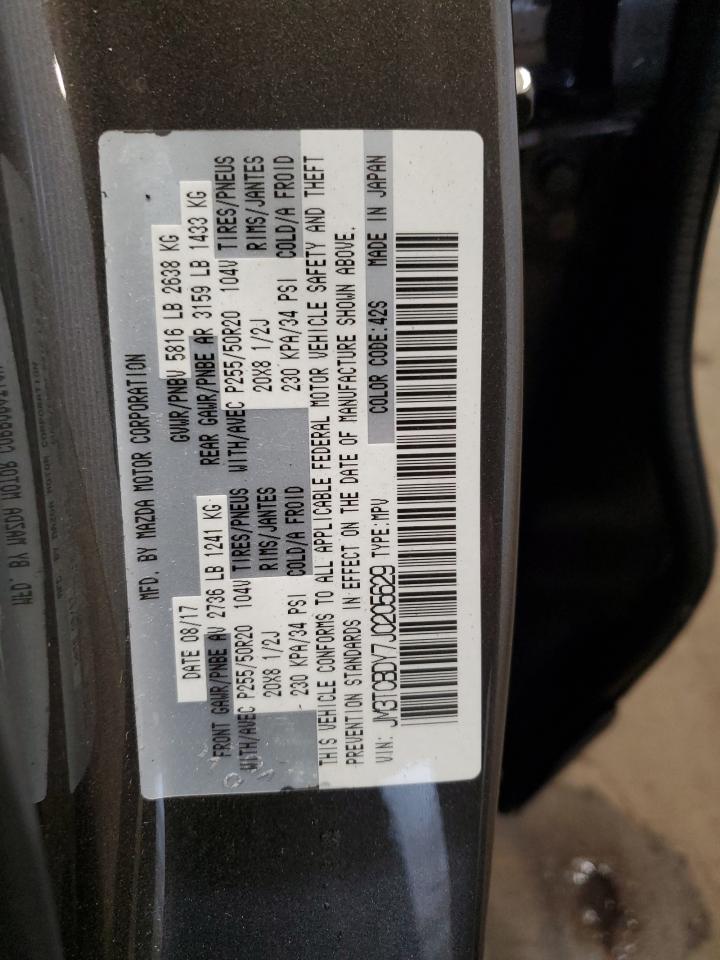 MFD. BY MAZDA MOTOR CORPORATION
DATE 08/17 GVWR/PNBV 5816 LB 2638 KG
FRONT GAWR/PNBE AV 2736 LB 1241 KG REAR GAWR/PNBE AR 3159 LB 1433 KG
WITH/AVEC P255/50R20 104V TIRES/PNEUS WITH/AVEC P255/50R20 104V TIRES/PNEUS
20X8 1/2J RIMS/JANTES 20X8 1/2J RIMS/JANTES
230 KPA/34 PSI COLD/A FROID 230 KPA/34 PSI COLD/A FROID
THIS VEHICLE CONFORMS TO ALL APPLICABLE FEDERAL MOTOR VEHICLE SAFETY AND THEFT
PREVENTION STANDARDS IN EFFECT ON THE DATE OF MANUFACTURE SHOWN ABOVE.
VIN: JM3TCBDY7J0205629 TYPE:MPV COLOR CODE:42S MADE IN JAPAN
MFD. BY MAZDA MOTOR CORPORATION